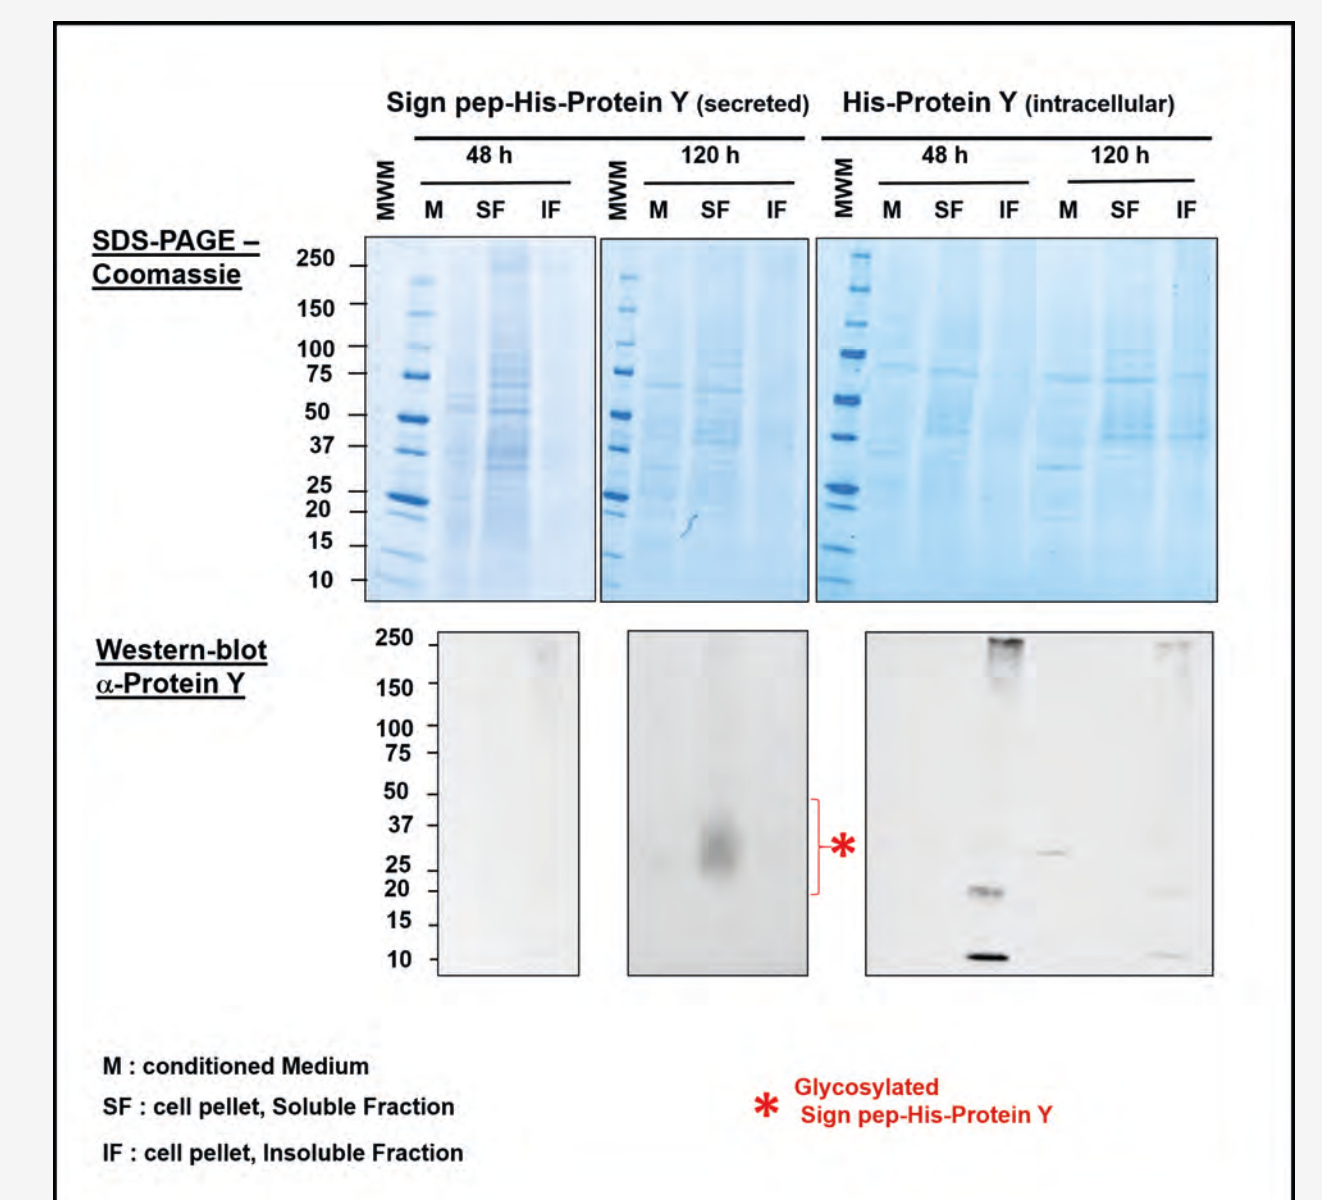 Sign pep-His-Protein Y (secreted) His-Protein Y (intracellular)
48 h 120 h 48 h 120 h
MWM M SF IF MWM M SF IF MWM M SF IF M SF IF
SDS-PAGE –
Coomassie
250
150
100
75
50
37
25
20
15
10
Western-blot
α-Protein Y
250
150
100
75
50
37
25
20
15
10
*
M : conditioned Medium
SF : cell pellet, Soluble Fraction
IF : cell pellet, Insoluble Fraction
* Glycosylated
Sign pep-His-Protein Y